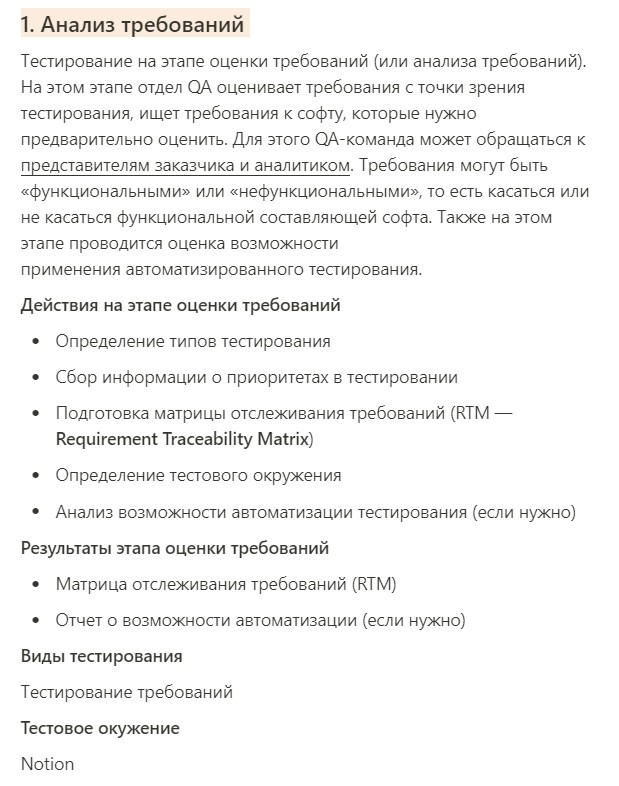 1. Анализ требований
Тестирование на этапе оценки требований (или анализа требований).
На этом этапе отдел QA оценивает требования с точки зрения
тестирования, ищет требования к софту, которые нужно
предварительно оценить. Для этого QA-команда может обращаться к
представителям заказчика и аналитиком. Требования могут быть
«функциональными» или «нефункциональными», то есть касаться или
не касаться функциональной составляющей софта. Также на этом
этапе проводится оценка возможности
применения автоматизированного тестирования.
Действия на этапе оценки требований
• Определение типов тестирования
• Сбор информации о приоритетах в тестировании
• Подготовка матрицы отслеживания требований (RTM —
Requirement Traceability Matrix)
• Определение тестового окружения
• Анализ возможности автоматизации тестирования (если нужно)
Результаты этапа оценки требований
• Матрица отслеживания требований (RTM)
• Отчет о возможности автоматизации (если нужно)
Виды тестирования
Тестирование требований
Тестовое окужение
Notion